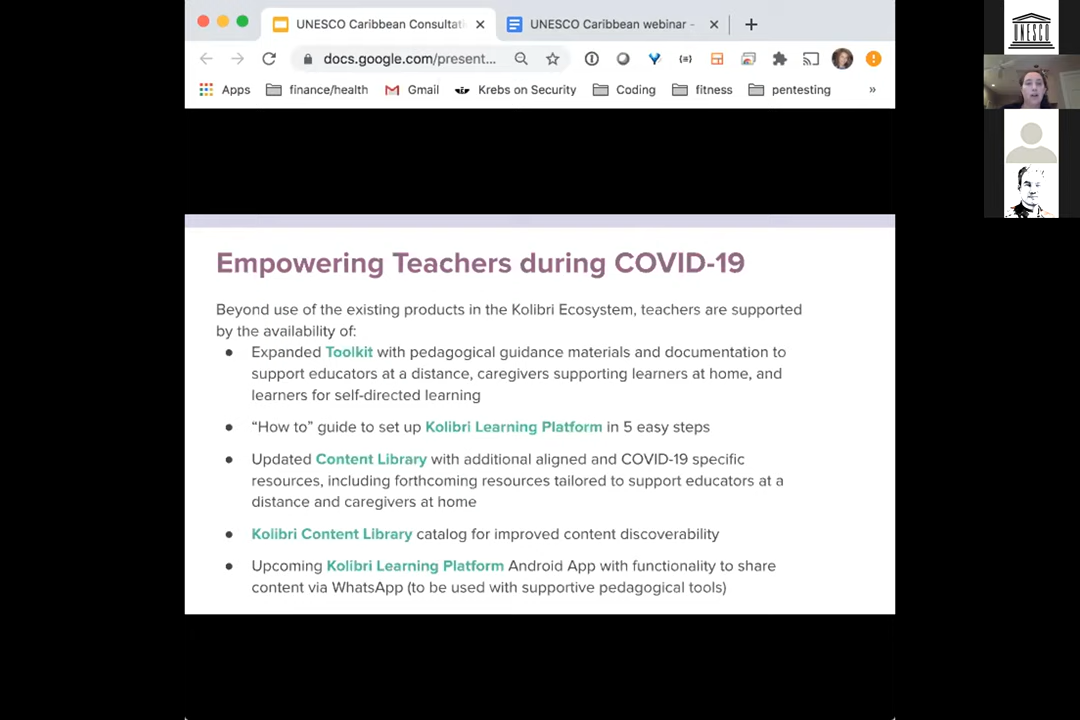 UNESCO Caribbean Consultati
UNESCO Caribbean webinar -
docs.google.com/present...
Apps
finance/health
Gmail
Krebs on Security
Coding
fitness
pentesting
»
UNESCO
Empowering Teachers during COVID-19
Beyond use of the existing products in the Kolibri Ecosystem, teachers are supported
by the availability of:
● Expanded Toolkit with pedagogical guidance materials and documentation to
support educators at a distance, caregivers supporting learners at home, and
learners for self-directed learning
● “How to” guide to set up Kolibri Learning Platform in 5 easy steps
● Updated Content Library with additional aligned and COVID-19 specific
resources, including forthcoming resources tailored to support educators at a
distance and caregivers at home
● Kolibri Content Library catalog for improved content discoverability
● Upcoming Kolibri Learning Platform Android App with functionality to share
content via WhatsApp (to be used with supportive pedagogical tools)